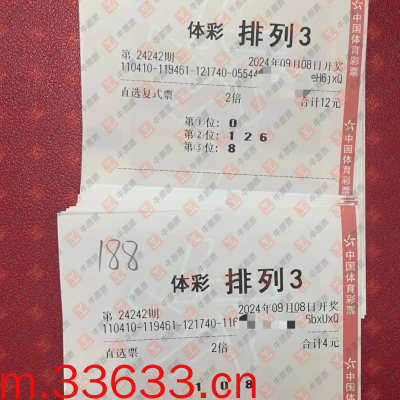 体彩 排列3
第 24242期 2024年09月08日开奖
110410-119461-121740-05544 eH6jxQ
直选复式票 2倍 合计12元
第1位: 0
第2位: 1 2 6
第3位: 8
中国体育彩票
188
体彩 排列3
第 24242期 2024年09月08日开奖
110410-119461-121740-116 5bxUxQ
直选票 2倍 合计4元
1 0 8
中国体育彩票
m.33633.cn